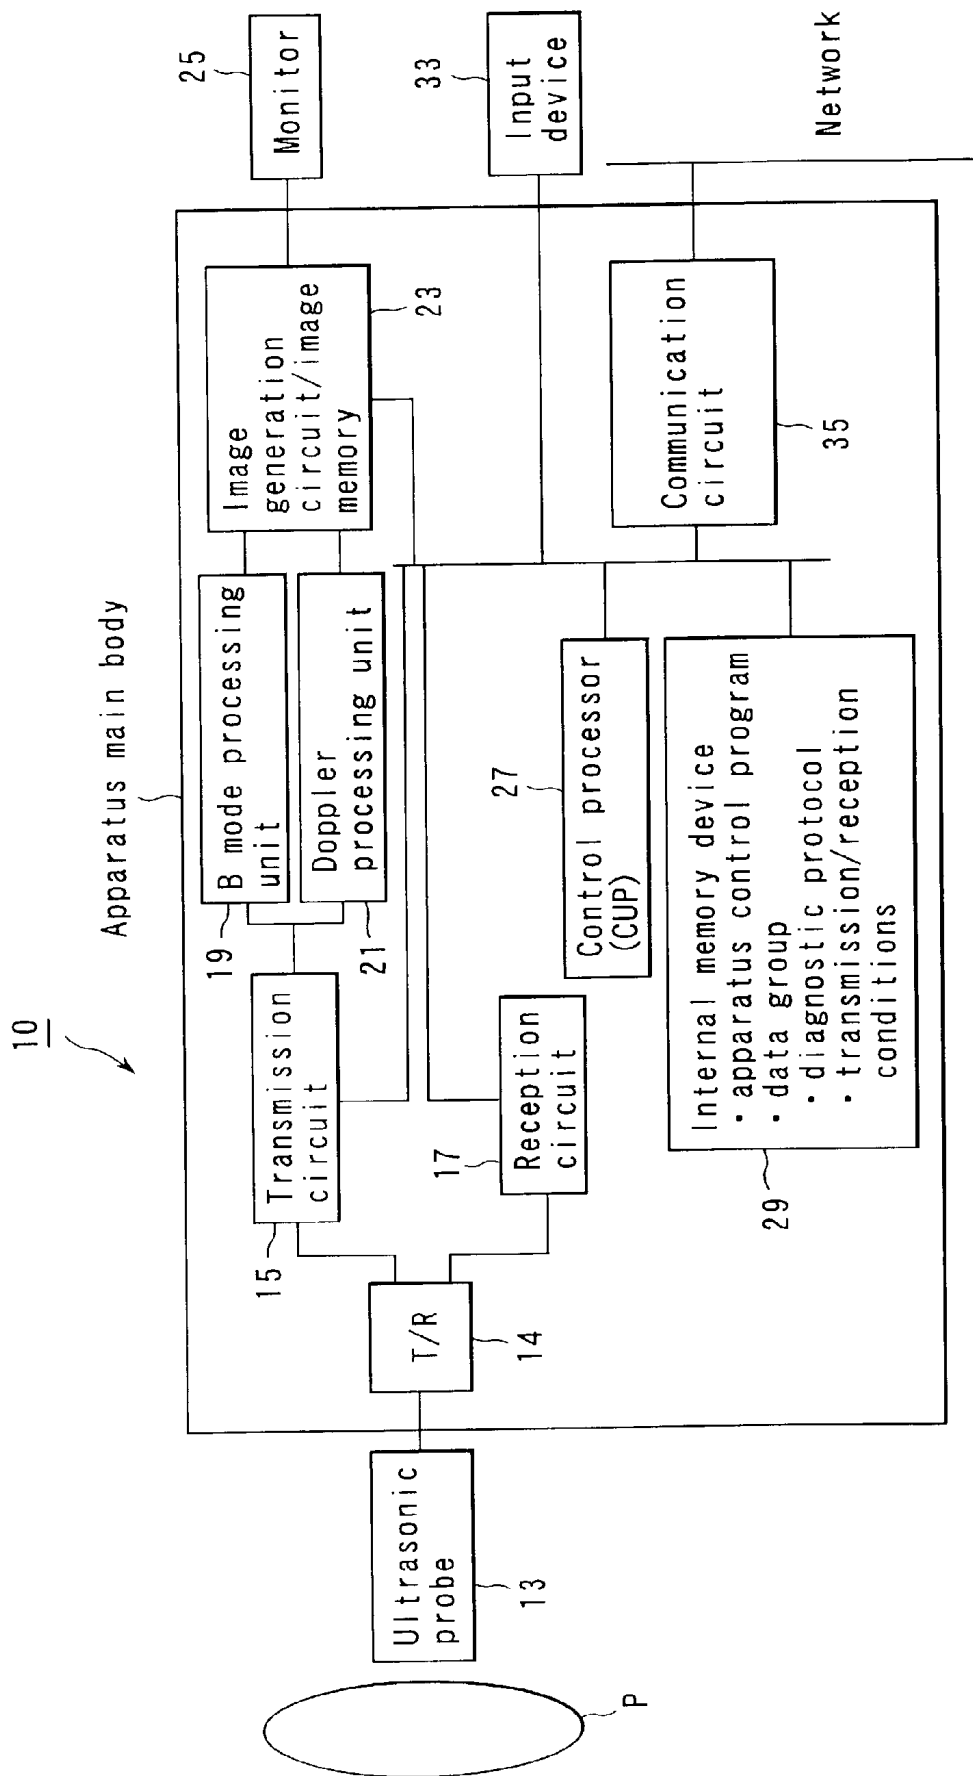 10
Apparatus main body
25
Monitor
19
B mode processing
unit
Image
generation
circuit/image
memory
23
15
Transmission
circuit
21
Doppler
processing unit
33
Input
device
Ultrasonic
probe
13
T/R
14
17
Reception
circuit
27
Control processor
(CUP)
Communication
circuit
35
Network
P
29
Internal memory device
・apparatus control program
・data group
・diagnostic protocol
・transmission/reception
conditions